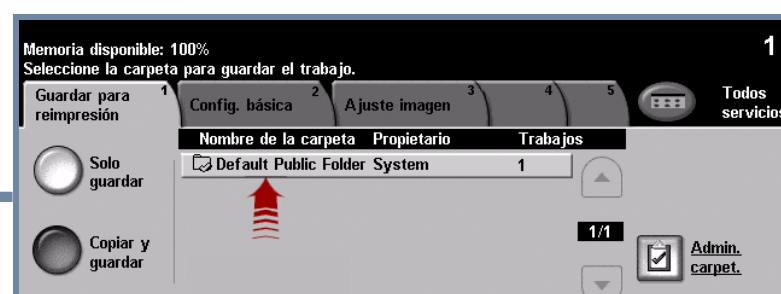 Memoria disponible: 100%
1
Seleccione la carpeta para guardar el trabajo.
Guardar para reimpresión
1
Config. básica
2
Ajuste imagen
3
4
5
Todos
servicios
Nombre de la carpeta Propietario Trabajos
Default Public Folder System 1
Solo
guardar
1/1
Copiar y
guardar
Admin.
carpet.